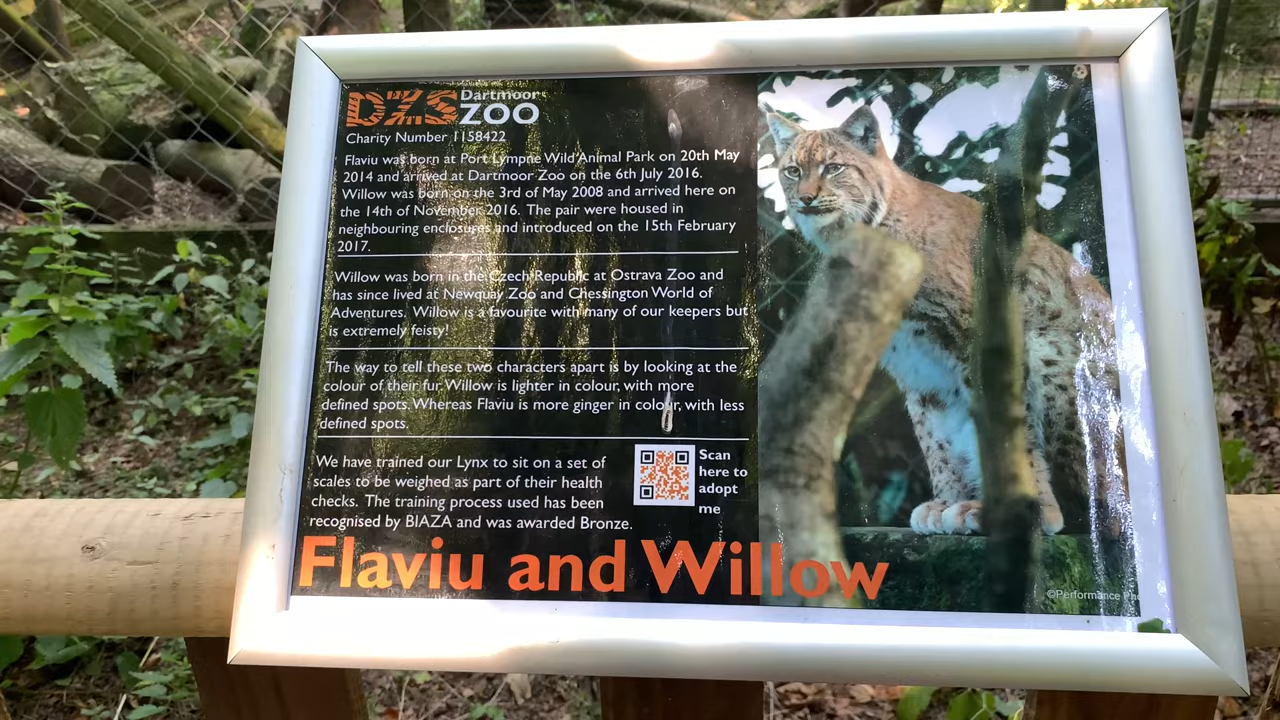 DZS Dartmoor
ZOO
Charity Number 1158422
Flaviu was born at Port Lympne Wild Animal Park on 20th May
2014 and arrived at Dartmoor Zoo on the 6th July 2016.
Willow was born on the 3rd of May 2008 and arrived here on
the 14th of November 2016. The pair were housed in
neighbouring enclosures and introduced on the 15th February
2017.
Willow was born in the Czech Republic at Ostrava Zoo and
has since lived at Newquay Zoo and Chessington World of
Adventures. Willow is a favourite with many of our keepers but
is extremely feisty!
The way to tell these two characters apart is by looking at the
colour of their fur. Willow is lighter in colour, with more
defined spots. Whereas Flaviu is more ginger in colour, with less
defined spots.
We have trained our Lynx to sit on a set of
scales to be weighed as part of their health
checks. The training process used has been
recognised by BIAZA and was awarded Bronze.
Scan
here to
adopt
me
Flaviu and Willow
©Performance